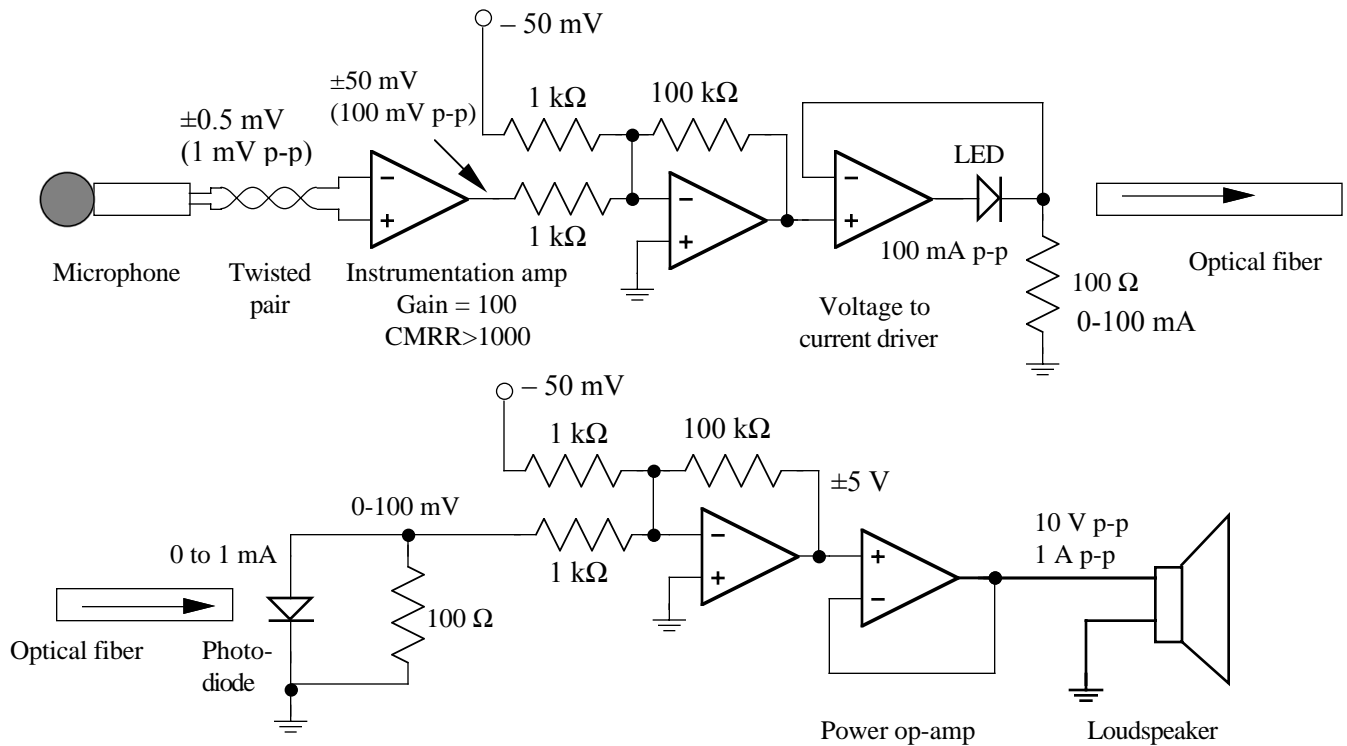 – 50 mV
±50 mV
(100 mV p-p)
1 kΩ
100 kΩ
±0.5 mV
(1 mV p-p)
LED
–
+
1 kΩ
–
+
–
+
100 mA p-p
Microphone
Twisted
pair
Instrumentation amp
Gain = 100
CMRR>1000
Voltage to
current driver
100 Ω
0-100 mA
Optical fiber
– 50 mV
1 kΩ
100 kΩ
±5 V
0-100 mV
0 to 1 mA
1 kΩ
–
+
+
–
10 V p-p
1 A p-p
100 Ω
Optical fiber
Photo-
diode
Power op-amp
Loudspeaker